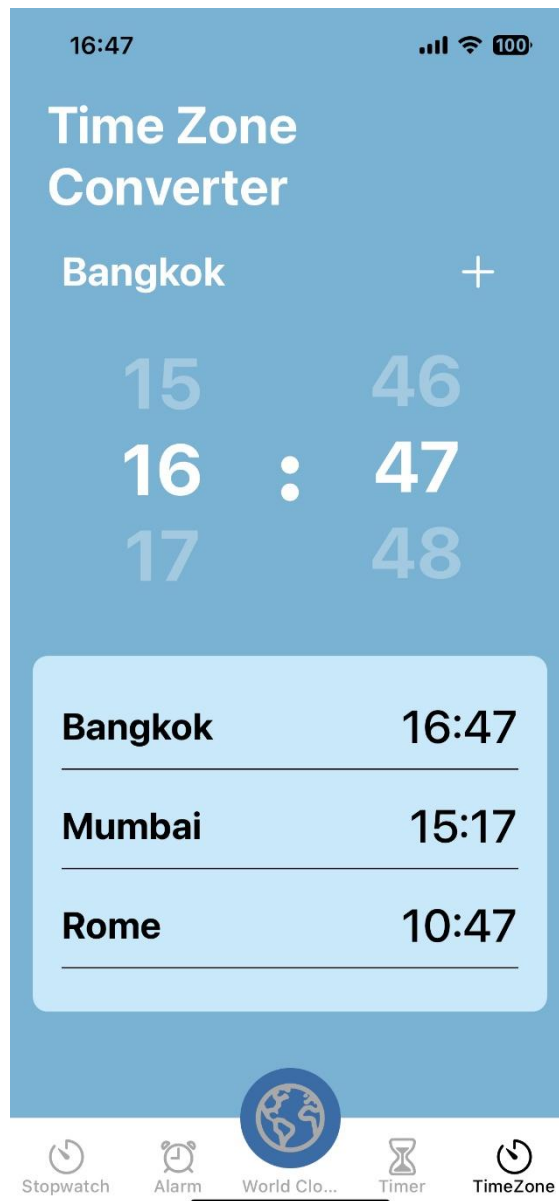 16:47 100
Time Zone
Converter
Bangkok +
15 46
16 : 47
17 48
Bangkok 16:47
Mumbai 15:17
Rome 10:47
Stopwatch Alarm World Clo... Timer TimeZone